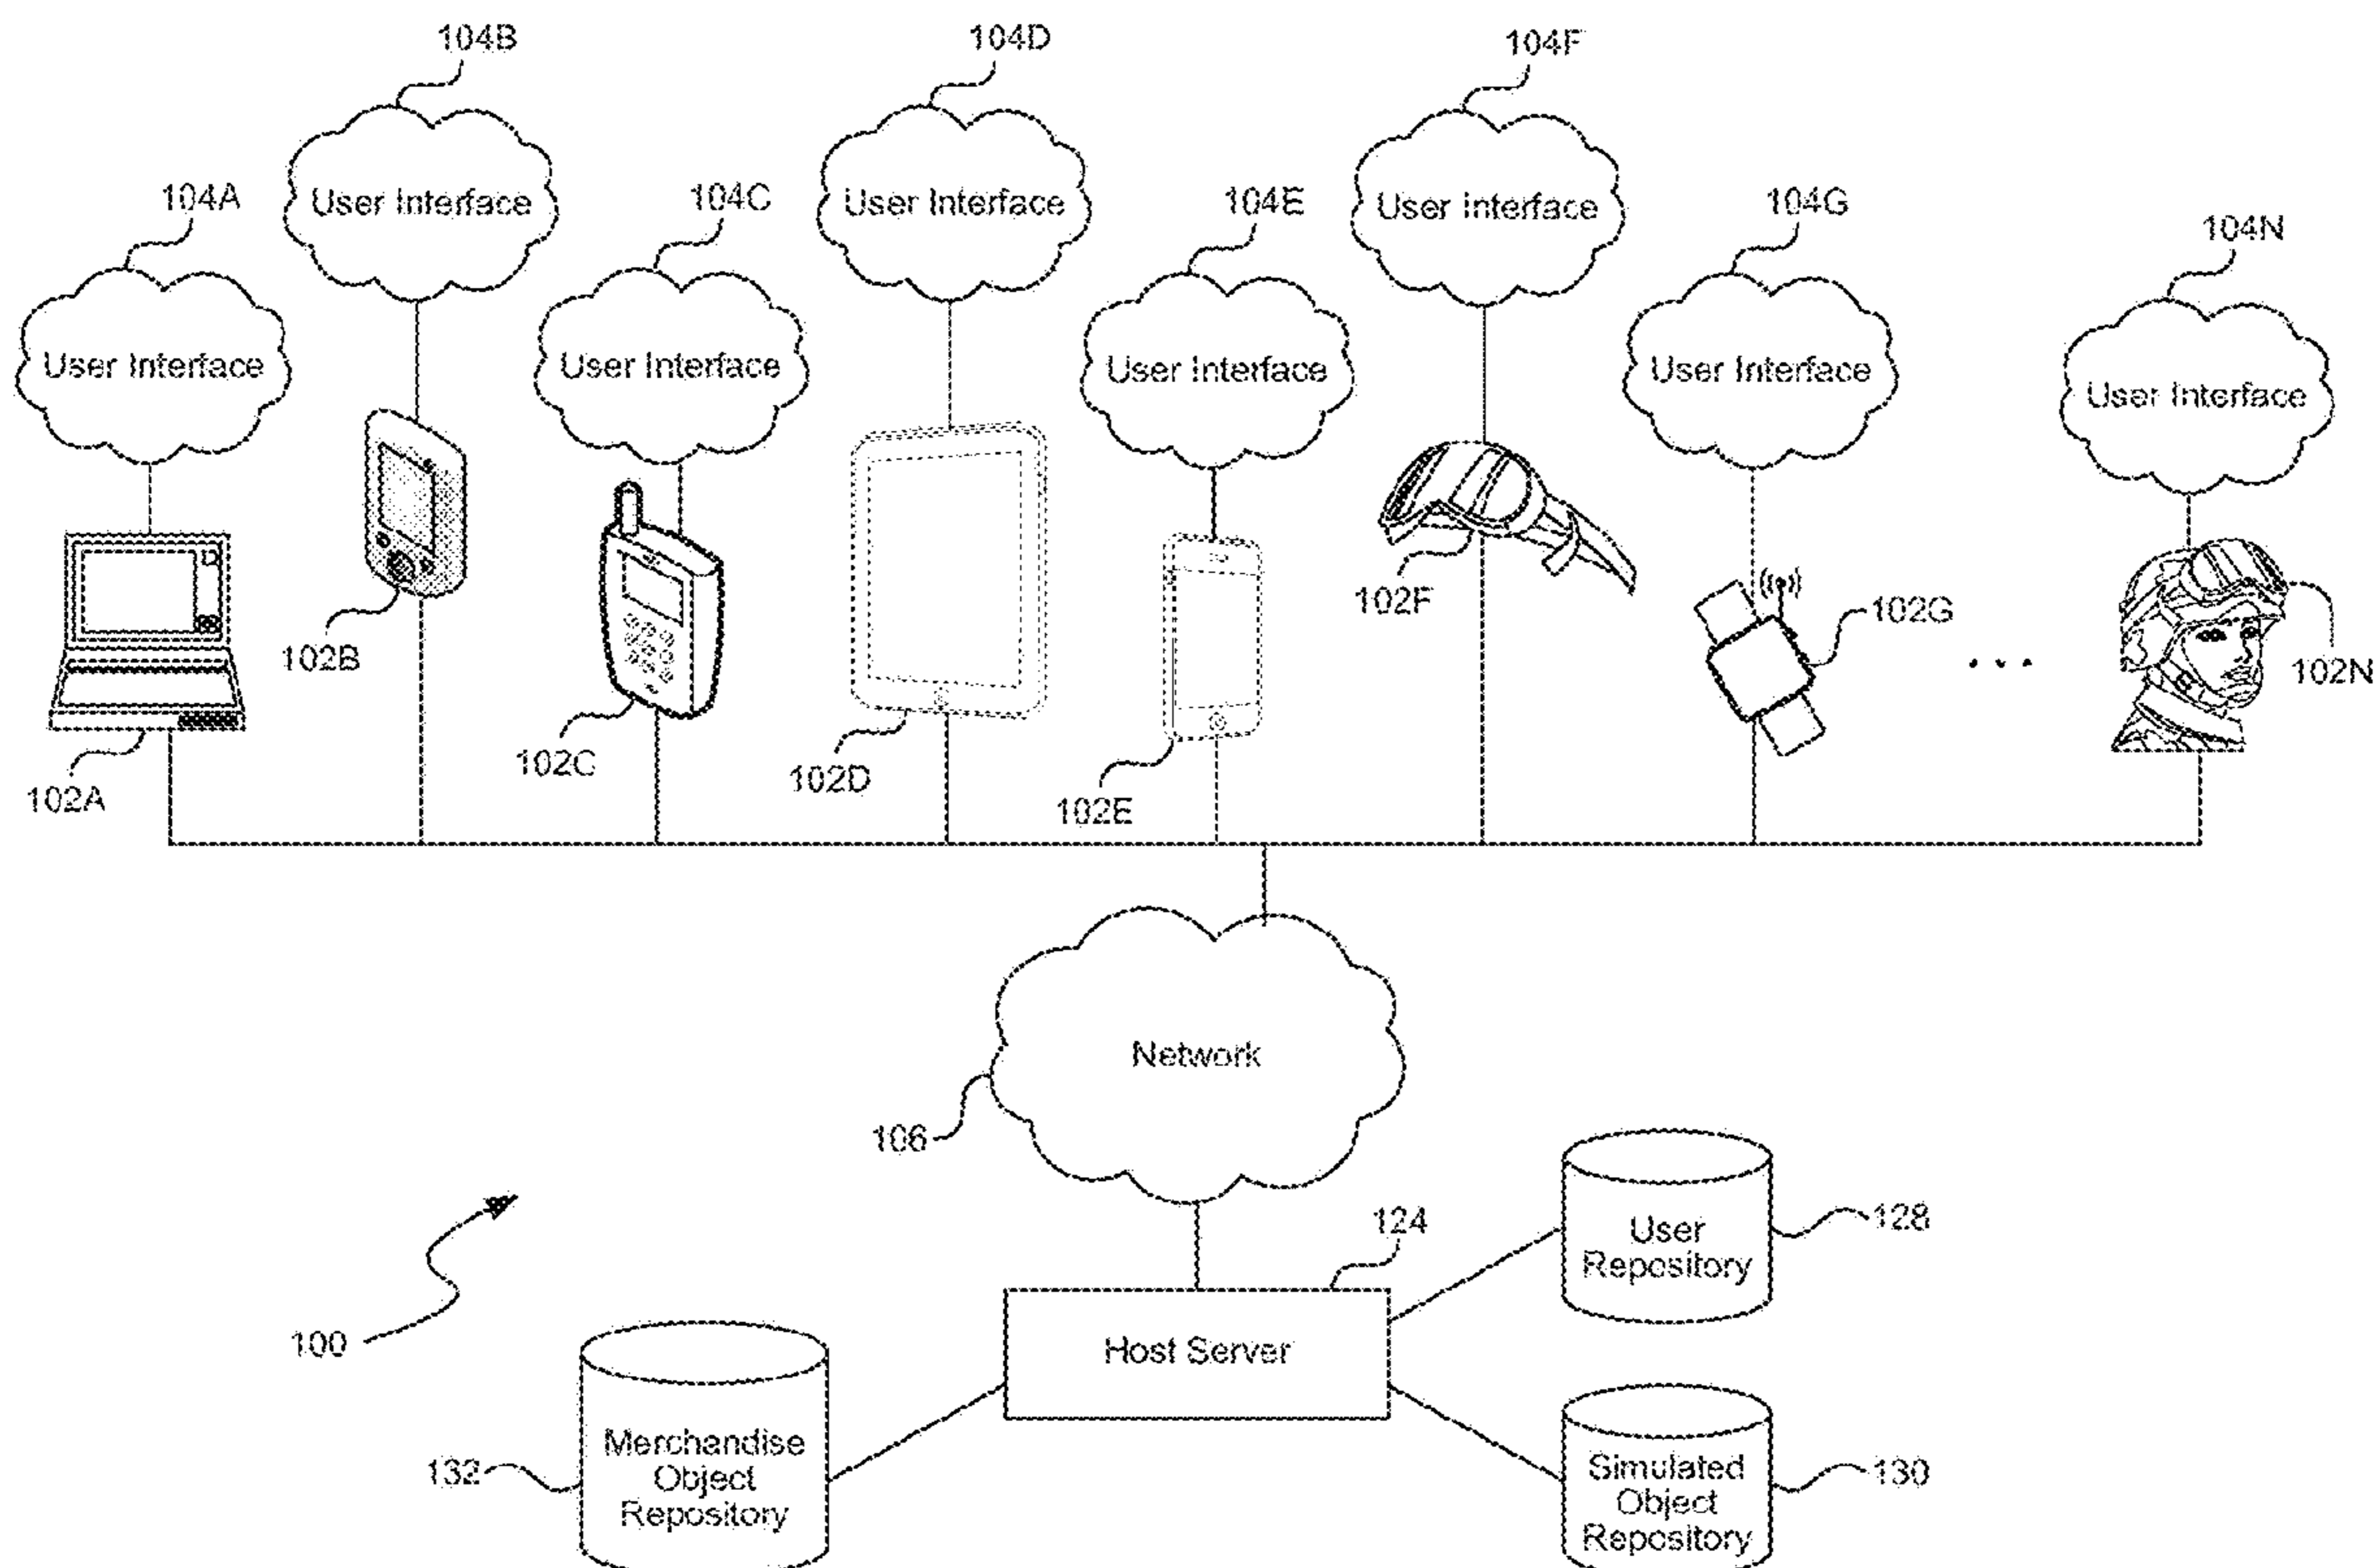 104B
104D
104F
User Interface
User Interface
User Interface
104A
104C
104E
104G
104N
User Interface
User Interface
User Interface
User Interface
User Interface
102B
102F
102G
102N
102A
102C
102D
102E
Network
106
124
128
User
Repository
100
Host Server
132
Merchandise
Object
Repository
130
Simulated
Object
Repository